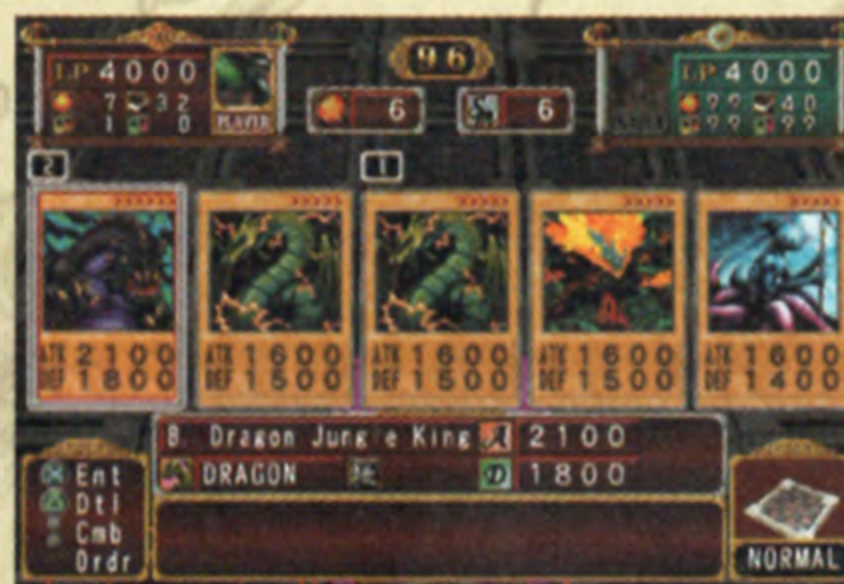 LP 4000
7 32
1 0
PLAYER
96
6
6
LP 4000
?? 40
?? ??
2
1
ATK 2100
DEF 1800
ATK 1600
DEF 1500
ATK 1600
DEF 1500
ATK 1600
DEF 1500
ATK 1600
DEF 1400
B. Dragon Jungle King 2100
DRAGON 1800
Ent
Dtl
Cmb
Ordr
NORMAL